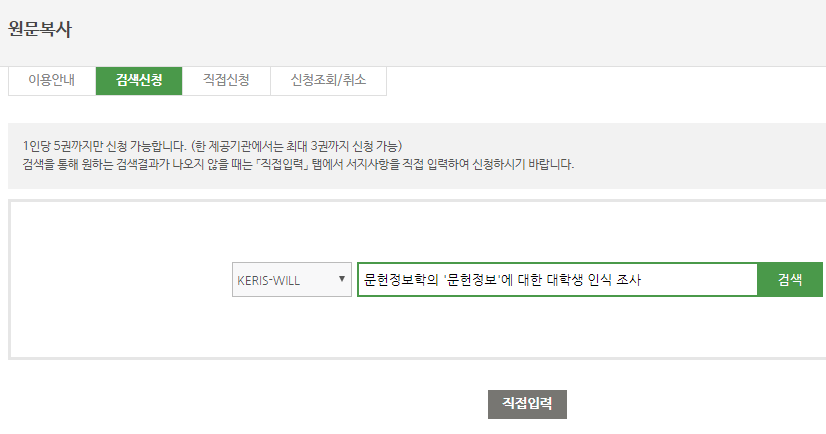 원문복사
이용안내 검색신청 직접신청 신청조회/취소
1인당 5권까지만 신청 가능합니다. (한 제공기관에서는 최대 3권까지 신청 가능)
검색을 통해 원하는 검색결과가 나오지 않을 때는 「직접입력」 탭에서 서지사항을 직접 입력하여 신청하시기 바랍니다.
KERIS-WILL 문헌정보학의 '문헌정보'에 대한 대학생 인식 조사 검색
직접입력